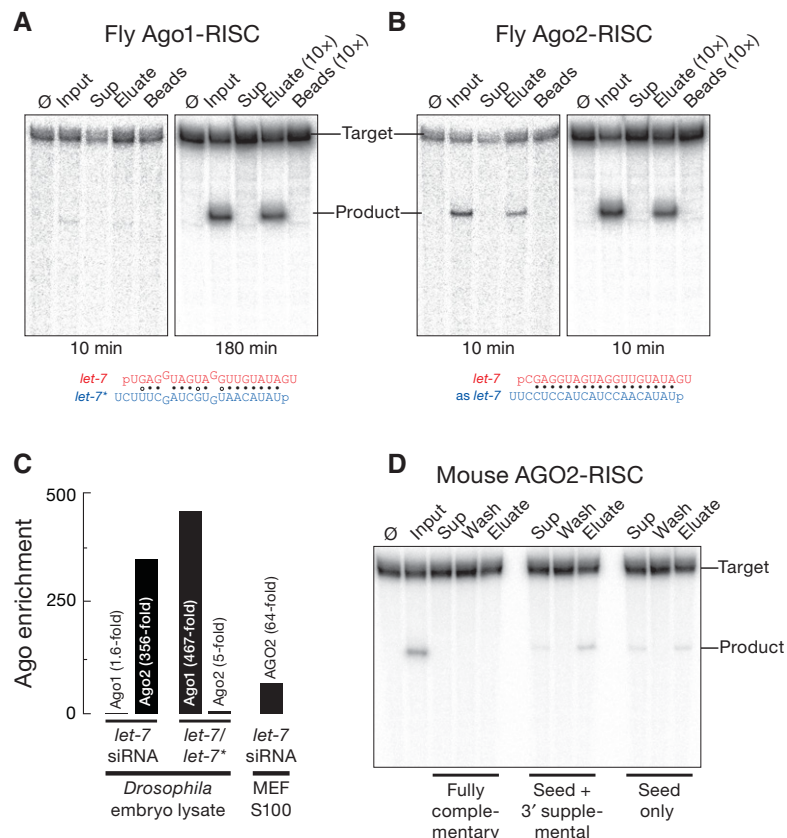 A
Fly Ago1-RISC
Ø Input Sup Eluate Beads
Ø Input Sup Eluate (10×) Beads (10×)
10 min
180 min
let-7 pUGAGGUAGUAGGUUGUAUAGU
let-7* UCUUUCGAUCGUGUAACAUAUp
Target
Product
B
Fly Ago2-RISC
Ø Input Sup Eluate Beads
Ø Input Sup Eluate (10×) Beads (10×)
10 min
10 min
let-7 pCGAGGUAGUAGGUUGUAUAGU
as let-7 UUCCUCCAUCAUCCAACAUAUp
C
Ago enrichment
500
250
0
Ago1 (1.6-fold)
Ago2 (356-fold)
Ago1 (467-fold)
Ago2 (5-fold)
AGO2 (64-fold)
let-7 siRNA
let-7/ let-7*
let-7 siRNA
Drosophila embryo lysate
MEF S100
D
Mouse AGO2-RISC
Ø Input Sup Wash Eluate Sup Wash Eluate Sup Wash Eluate
Target
Product
Fully comple-
mentary
Seed +
3′ supple-
mental
Seed
only